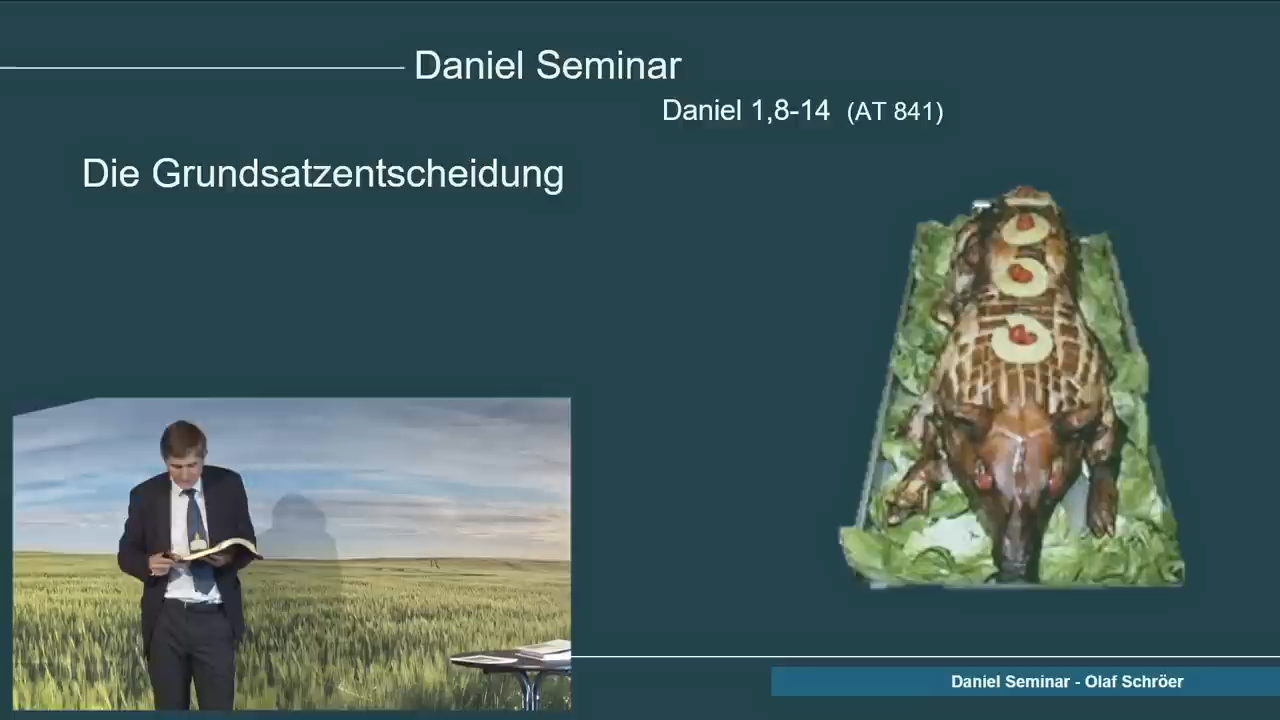 Daniel Seminar
Daniel 1,8-14 (AT 841)
Die Grundsatzentscheidung
Daniel Seminar - Olaf Schröer